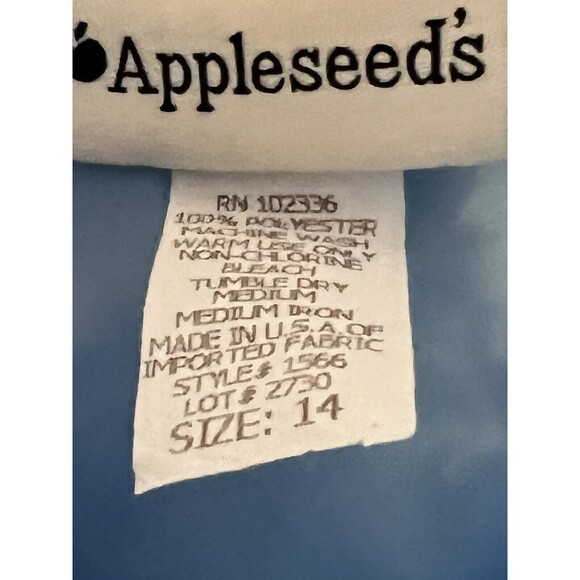 Appleseed's
RN 102336
100% POLYESTER
MACHINE WASH
WARM USE ONLY
NON-CHLORINE
BLEACH
TUMBLE DRY
MEDIUM
MEDIUM IRON
MADE IN U.S.A. OF
IMPORTED FABRIC
STYLE# 1566
LOT# 2730
SIZE: 14